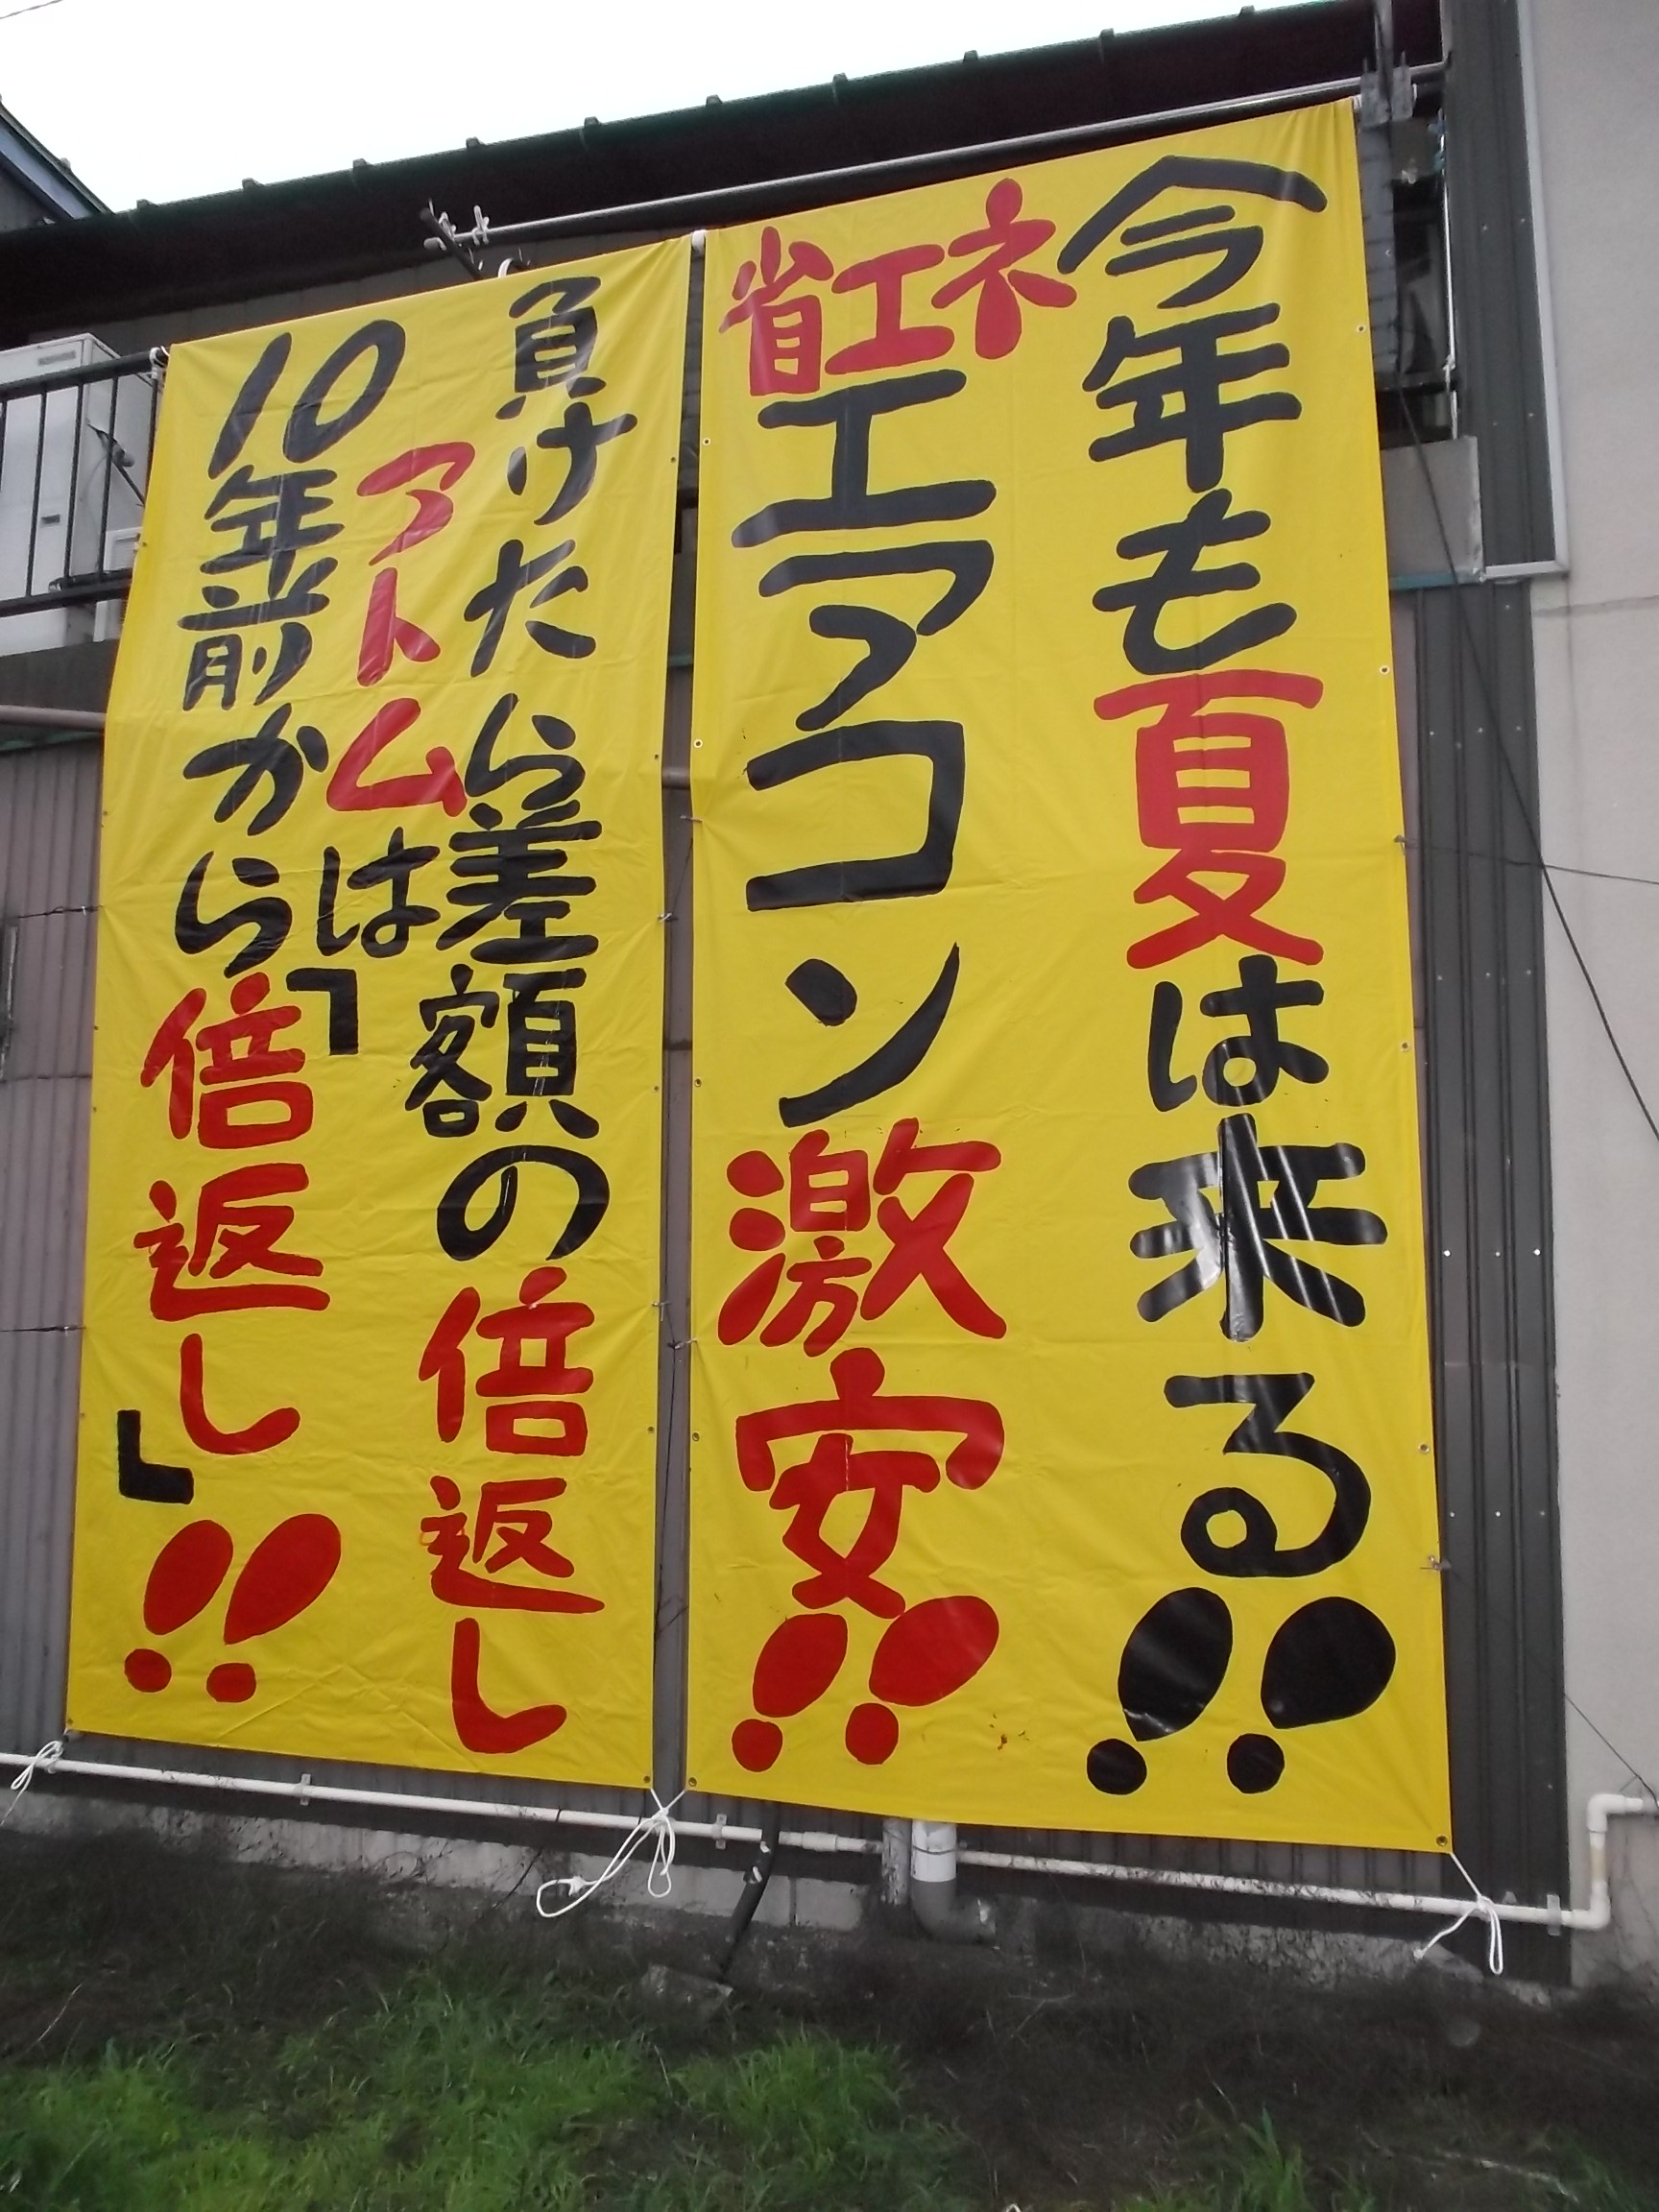 今年も夏は来る!!
省エネ
エアコン激安!!
負けたら差額の倍返し
アトムは「
10年前から倍返し」!!